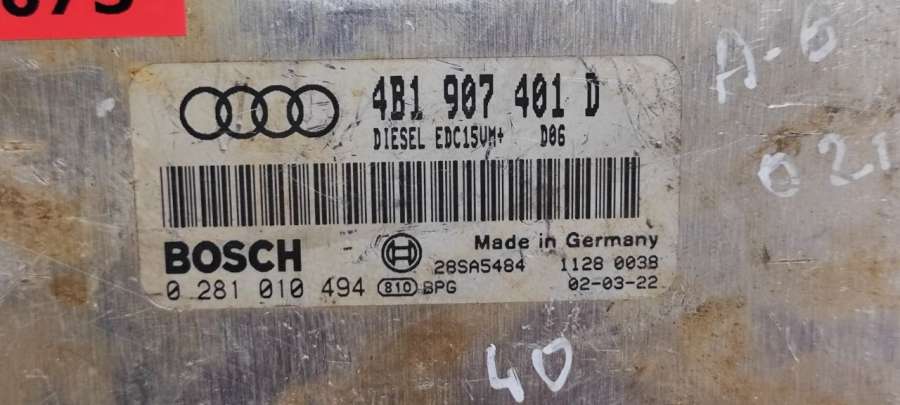 4B1 907 401 D
DIESEL EDC15VM+ D06
BOSCH
Made in Germany
28SA5484 1128 0038
0 281 010 494 810 BPG 02-03-22
A-6
021
40